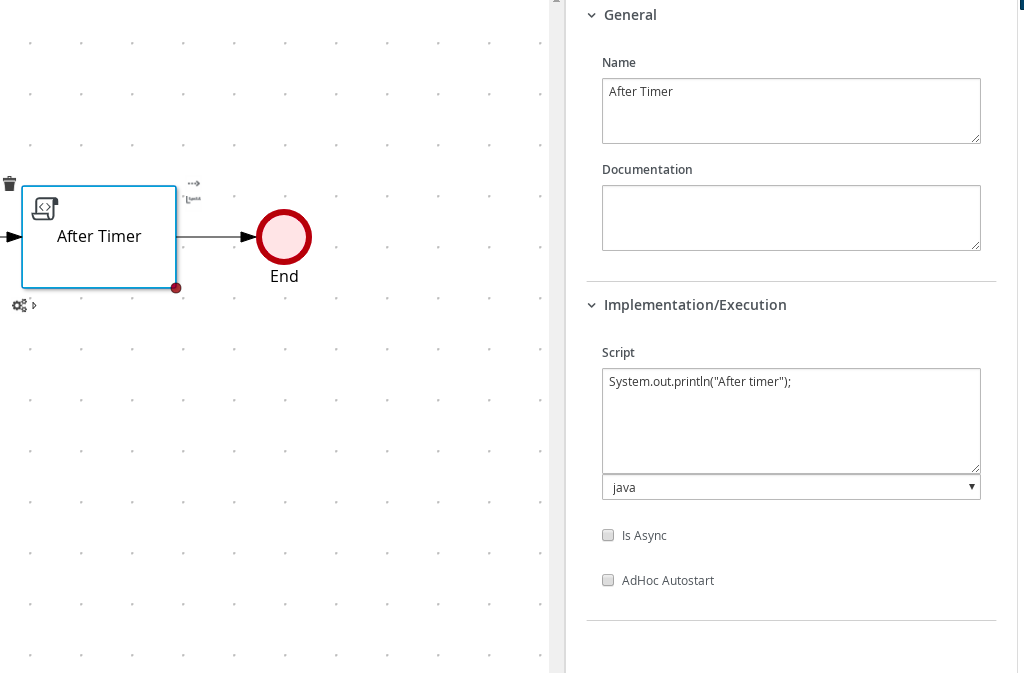 After Timer
End
General
Name
After Timer
Documentation
Implementation/Execution
Script
System.out.println("After timer");
java
Is Async
AdHoc Autostart